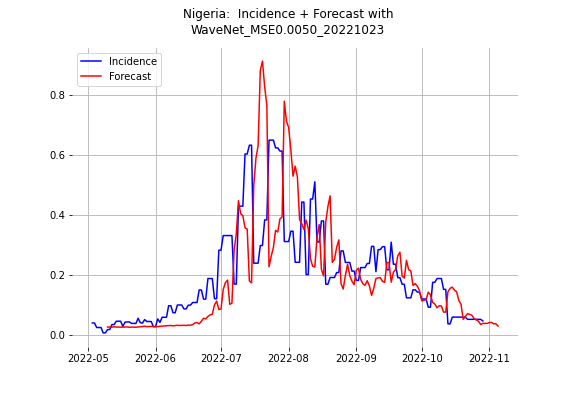 Nigeria:  Incidence + Forecast with
WaveNet_MSE0.0050_20221023
Incidence
Forecast
0.8
0.6
0.4
0.2
0.0
2022-05 2022-06 2022-07 2022-08 2022-09 2022-10 2022-11